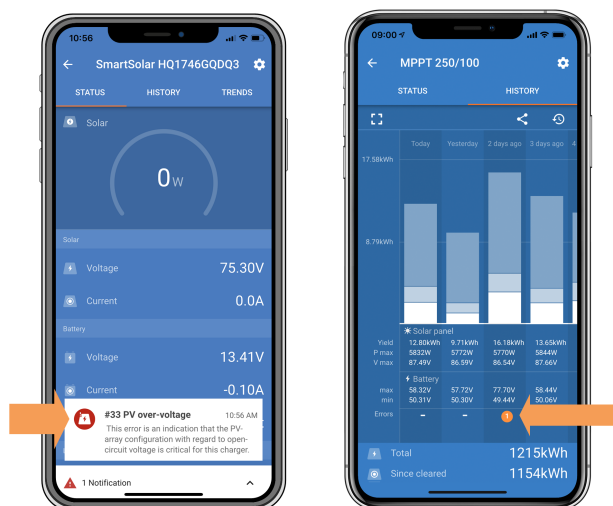 10:56
SmartSolar HQ1746GQDQ3
STATUS HISTORY TRENDS
Solar
0W
Solar
Voltage 75.30V
Current 0.0A
Battery
Voltage 13.41V
Current -0.10A
#33 PV over-voltage 10:56 AM
This error is an indication that the PV-
array configuration with regard to open-
circuit voltage is critical for this charger.
1 Notification
09:00
MPPT 250/100
STATUS HISTORY
Today Yesterday 2 days ago 3 days ago 4
17.58kWh
8.79kWh
Solar panel
Yield 12.80kWh 9.71kWh 16.18kWh 13.65kWh
P max 5832W 5772W 5770W 5844W
V max 87.49V 86.59V 86.54V 87.66V
Battery
max 58.32V 57.72V 77.70V 58.44V
min 50.31V 50.30V 49.44V 50.06V
Errors – – 1
Total 1215kWh
Since cleared 1154kWh